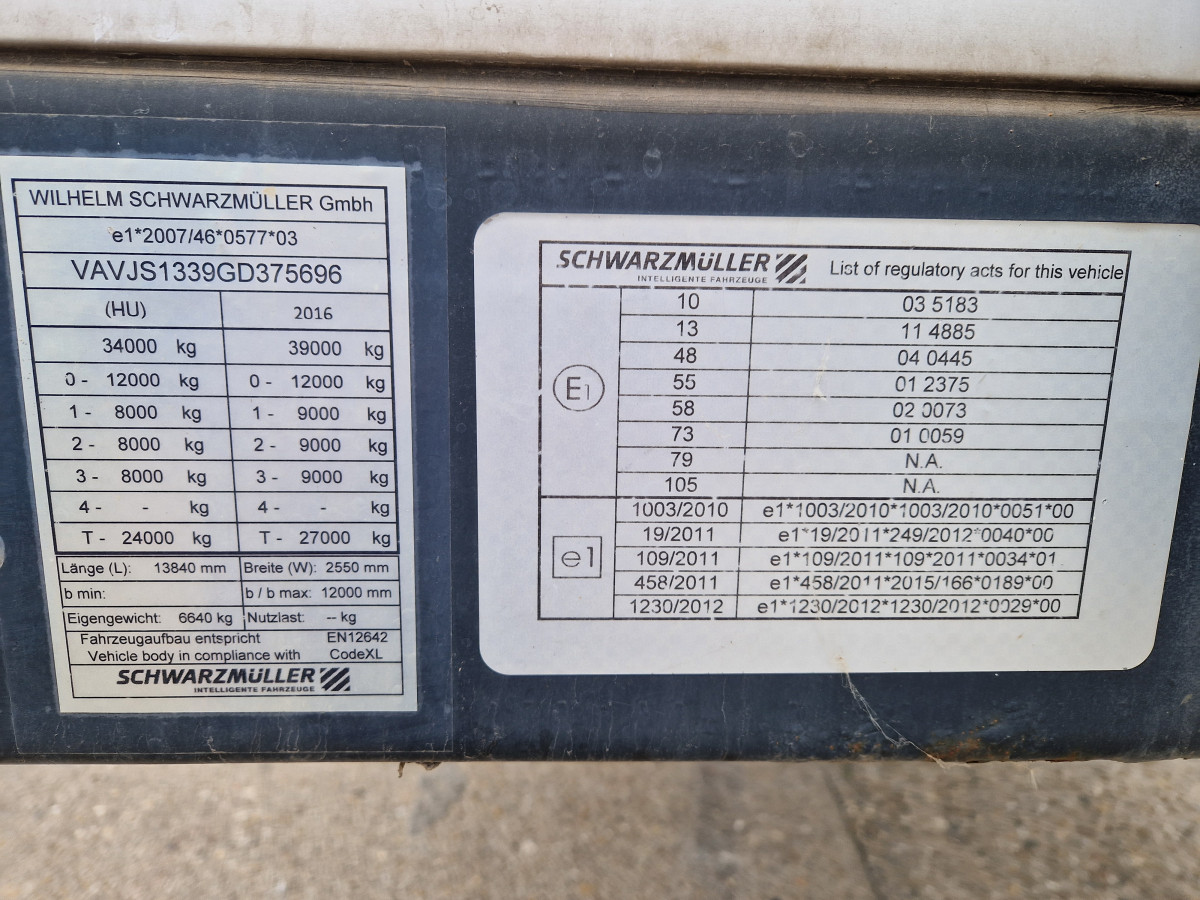 WILHELM SCHWARZMÜLLER Gmbh
e1*2007/46*0577*03
VAVJS1339GD375696
(HU) 2016
34000 kg 39000 kg
0 - 12000 kg 0 - 12000 kg
1 - 8000 kg 1 - 9000 kg
2 - 8000 kg 2 - 9000 kg
3 - 8000 kg 3 - 9000 kg
4 - - kg 4 - - kg
T - 24000 kg T - 27000 kg
Länge (L): 13840 mm Breite (W): 2550 mm
b min: b / b max: 12000 mm
Eigengewicht: 6640 kg Nutzlast: -- kg
Fahrzeugaufbau entspricht EN12642
Vehicle body in compliance with CodeXL
SCHWARZMÜLLER
INTELLIGENTE FAHRZEUGE
SCHWARZMÜLLER List of regulatory acts for this vehicle
INTELLIGENTE FAHRZEUGE
E1
10 03 5183
13 11 4885
48 04 0445
55 01 2375
58 02 0073
73 01 0059
79 N.A.
105 N.A.
e1
1003/2010 e1*1003/2010*1003/2010*0051*00
19/2011 e1*19/2011*249/2012*0040*00
109/2011 e1*109/2011*109*2011*0034*01
458/2011 e1*458/2011*2015/166*0189*00
1230/2012 e1*1230/2012*1230/2012*0029*00